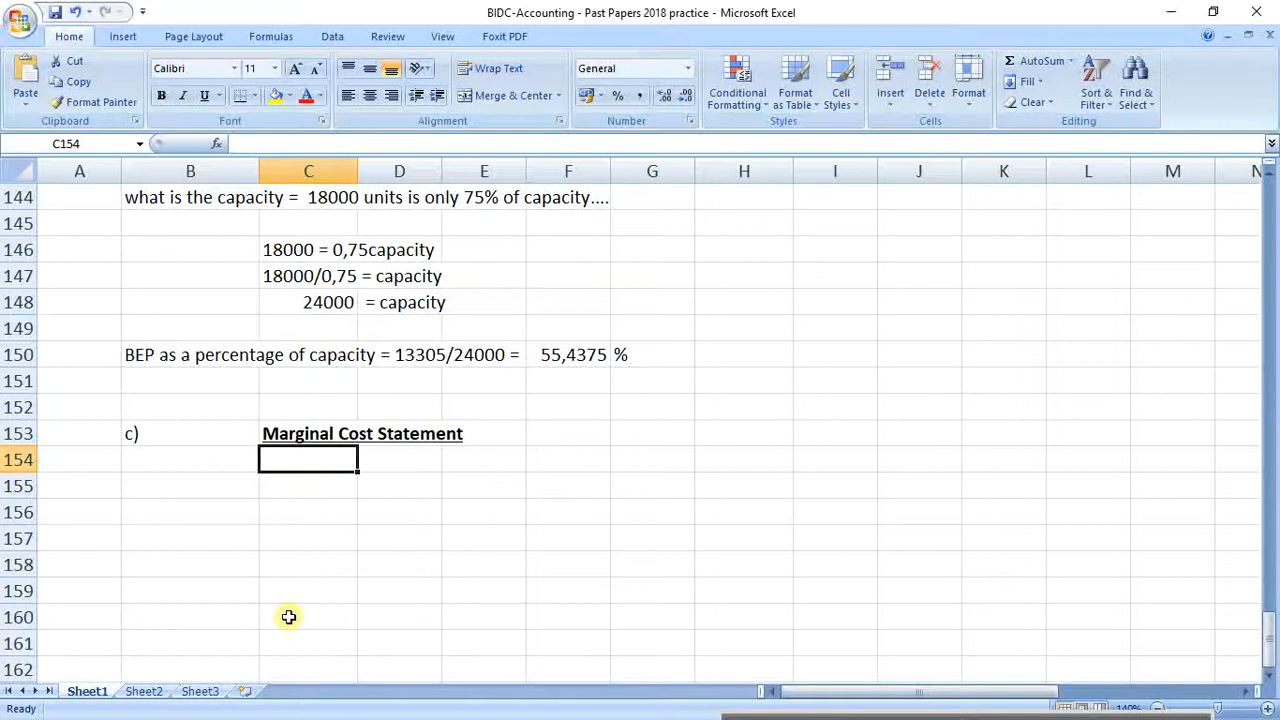 BIDC-Accounting - Past Papers 2018 practice - Microsoft Excel
Home Insert Page Layout Formulas Data Review View Foxit PDF
Paste Cut Copy Format Painter Clipboard
Calibri 11 B I U A A A Font
Wrap Text Merge & Center Alignment
General % , Number
Conditional Formatting Format as Table Cell Styles Styles
Insert Delete Format Cells
Σ AutoSum Fill Clear Sort & Filter Find & Select Editing
C154 fx
A B C D E F G H I J K L M N
144 what is the capacity = 18000 units is only 75% of capacity....
145
146 18000 = 0,75capacity
147 18000/0,75 = capacity
148 24000 = capacity
149
150 BEP as a percentage of capacity = 13305/24000 = 55,4375 %
151
152
153 c) Marginal Cost Statement
154
155
156
157
158
159
160
161
162
Sheet1 Sheet2 Sheet3
Ready 140%